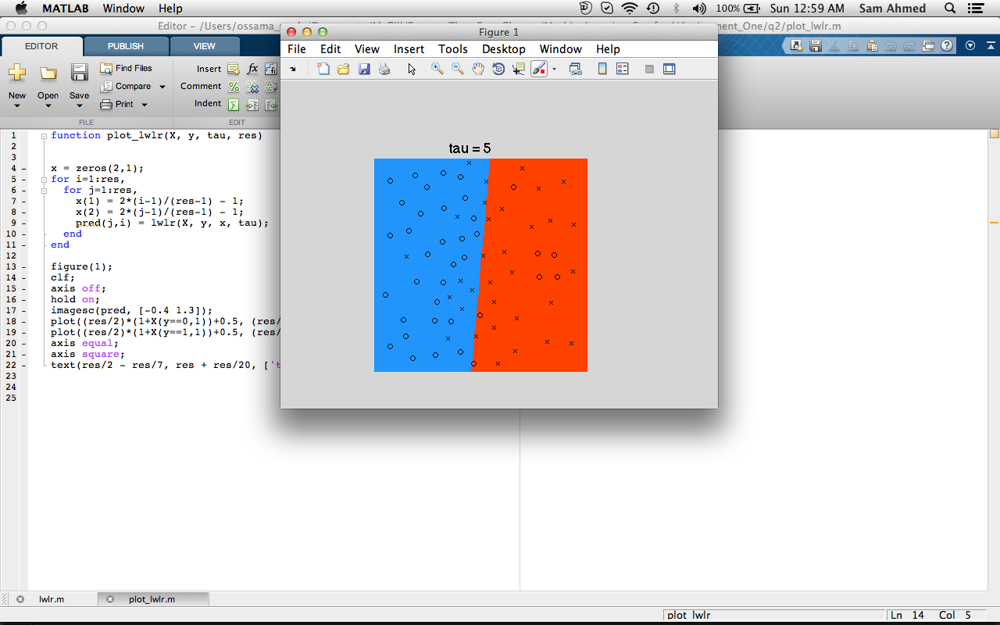 MATLAB Window Help
100% Sun 12:59 AM Sam Ahmed
Editor – /Users/ossama_
ment_One/q2/plot_lwlr.m
Figure 1
File Edit View Insert Tools Desktop Window Help
EDITOR PUBLISH VIEW
New Open Save
Find Files
Compare
Print
Insert fx
Comment
Indent
FILE EDIT
1 function plot_lwlr(X, y, tau, res)
2
3
4 – x = zeros(2,1);
5 – for i=1:res,
6 – for j=1:res,
7 – x(1) = 2*(i-1)/(res-1) - 1;
8 – x(2) = 2*(j-1)/(res-1) - 1;
9 – pred(j,i) = lwlr(X, y, x, tau);
10 – end
11 – end
12
13 – figure(1);
14 – clf;
15 – axis off;
16 – hold on;
17 – imagesc(pred, [-0.4 1.3]);
18 – plot((res/2)*(1+X(y==0,1))+0.5, (res/
19 – plot((res/2)*(1+X(y==1,1))+0.5, (res/
20 – axis equal;
21 – axis square;
22 – text(res/2 - res/7, res + res/20, ['t
23
24
25
tau = 5
lwlr.m plot_lwlr.m
plot_lwlr Ln 14 Col 5